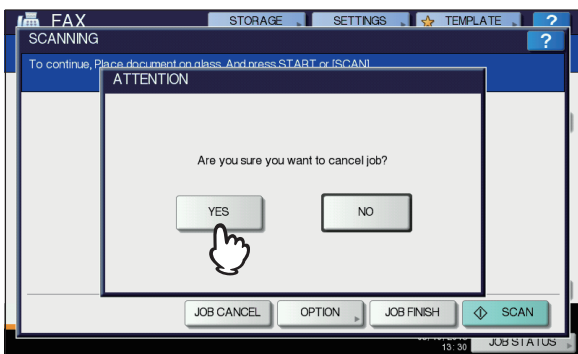 FAX STORAGE SETTINGS TEMPLATE ?
SCANNING ?
To continue, Place document on glass. And press START or [SCAN]
ATTENTION
Are you sure you want to cancel job?
YES NO
JOB CANCEL OPTION JOB FINISH SCAN
13:30 JOB STATUS